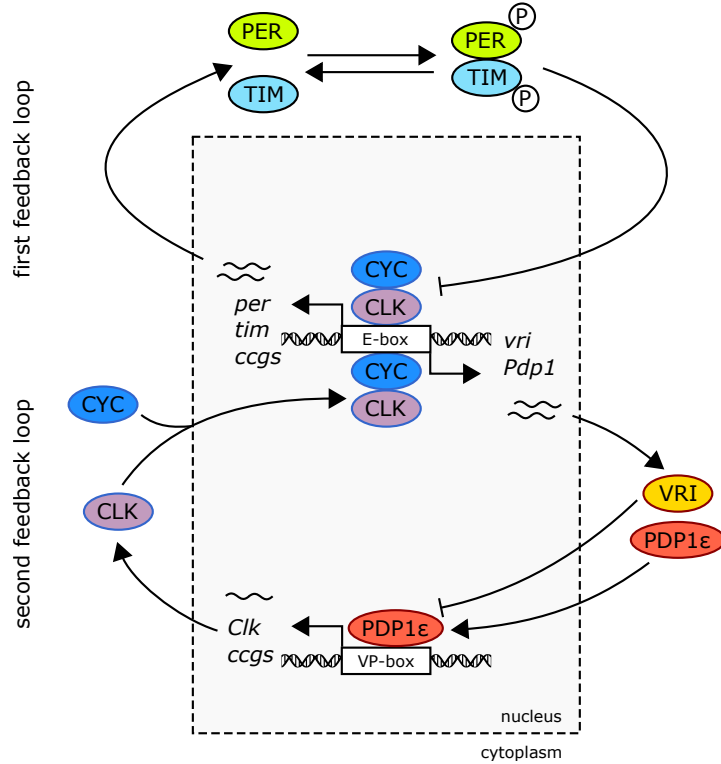 P
PER
PER
TIM
TIM
P
first feedback loop
CYC
CLK
per
tim
ccgs
E-box
vri
Pdp1
CYC
CLK
CYC
second feedback loop
CLK
VRI
PDP1ε
Clk
ccgs
PDP1ε
VP-box
nucleus
cytoplasm